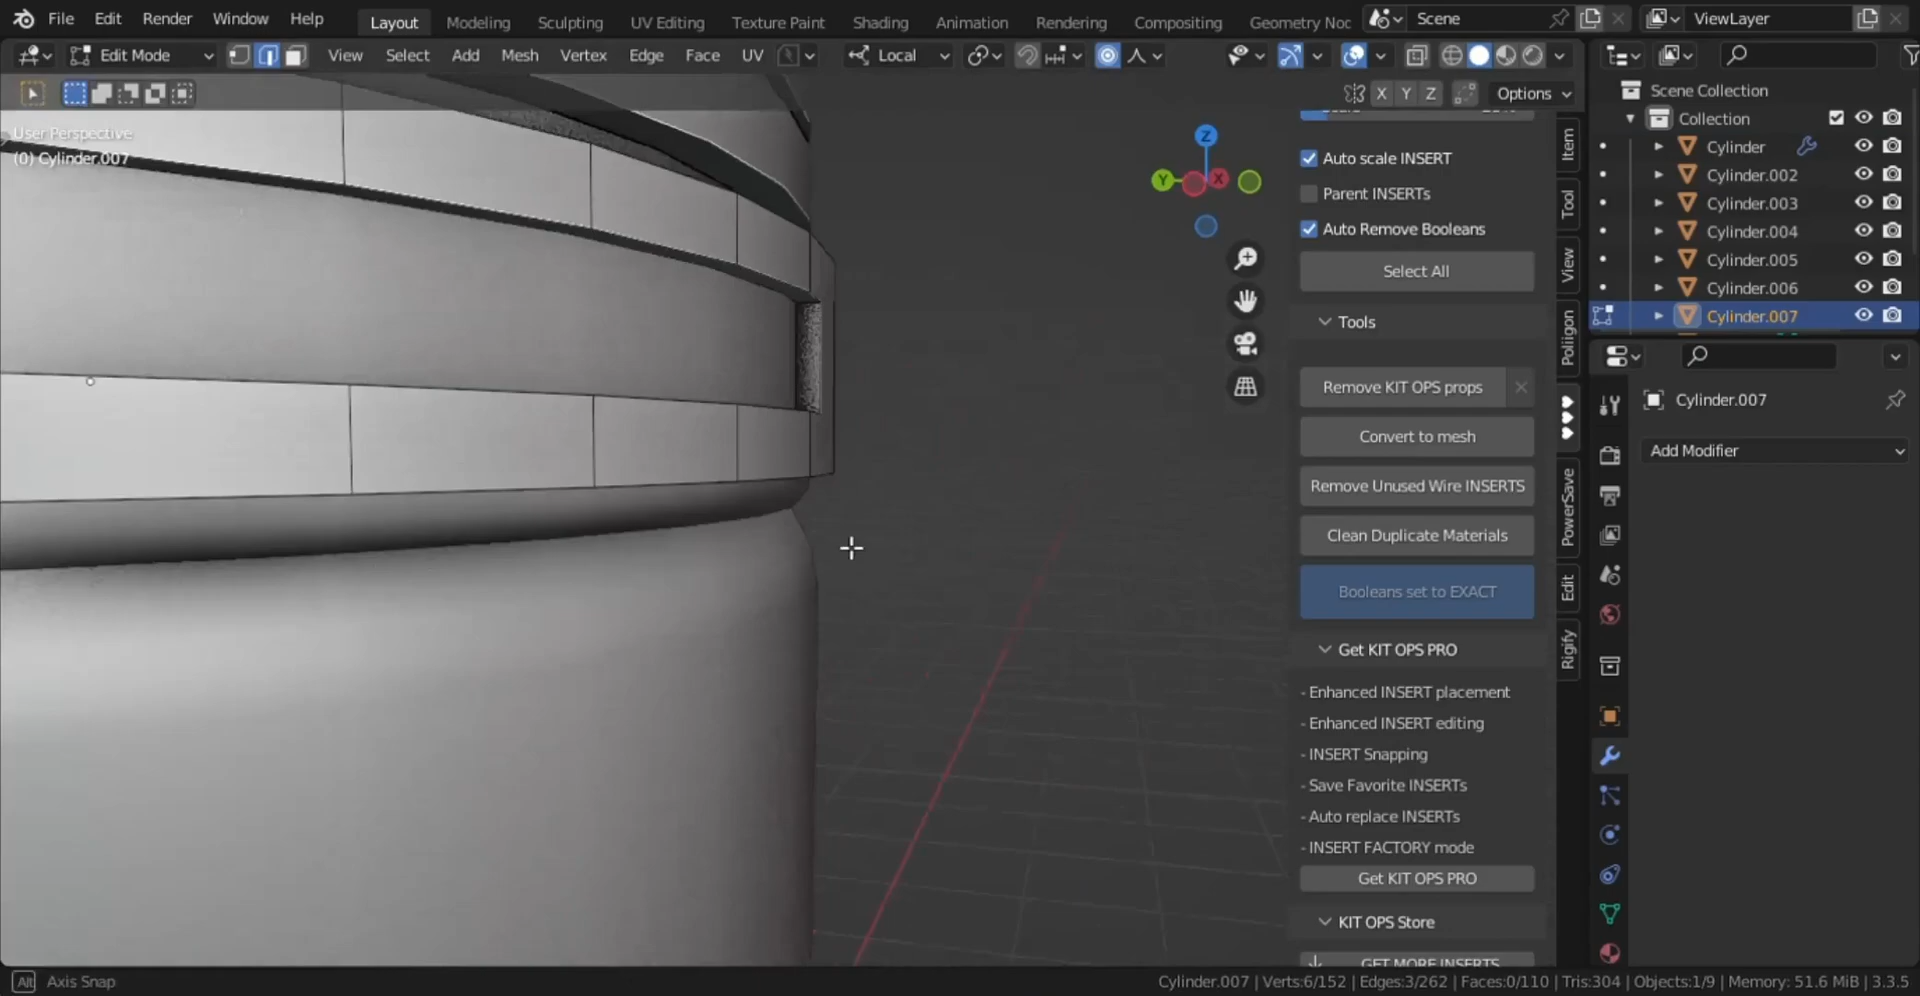 File Edit Render Window Help
Layout Modeling Sculpting UV Editing Texture Paint Shading Animation Rendering Compositing Geometry Noc
Scene
ViewLayer
Edit Mode View Select Add Mesh Vertex Edge Face UV
Local
X Y Z Options
User Perspective
(0) Cylinder.007
Z
Y
X
Auto scale INSERT
Parent INSERTs
Auto Remove Booleans
Select All
Tools
Remove KIT OPS props
Convert to mesh
Remove Unused Wire INSERTS
Clean Duplicate Materials
Booleans set to EXACT
Get KIT OPS PRO
- Enhanced INSERT placement
- Enhanced INSERT editing
- INSERT Snapping
- Save Favorite INSERTs
- Auto replace INSERTs
- INSERT FACTORY mode
Get KIT OPS PRO
KIT OPS Store
GET MORE INSERTS
Item
Tool
View
Poliigon
PowerSave
Edit
Rigify
Scene Collection
Collection
Cylinder
Cylinder.002
Cylinder.003
Cylinder.004
Cylinder.005
Cylinder.006
Cylinder.007
Cylinder.007
Add Modifier
Alt Axis Snap
Cylinder.007 | Verts:6/152 | Edges:3/262 | Faces:0/110 | Tris:304 | Objects:1/9 | Memory: 51.6 MiB | 3.3.5